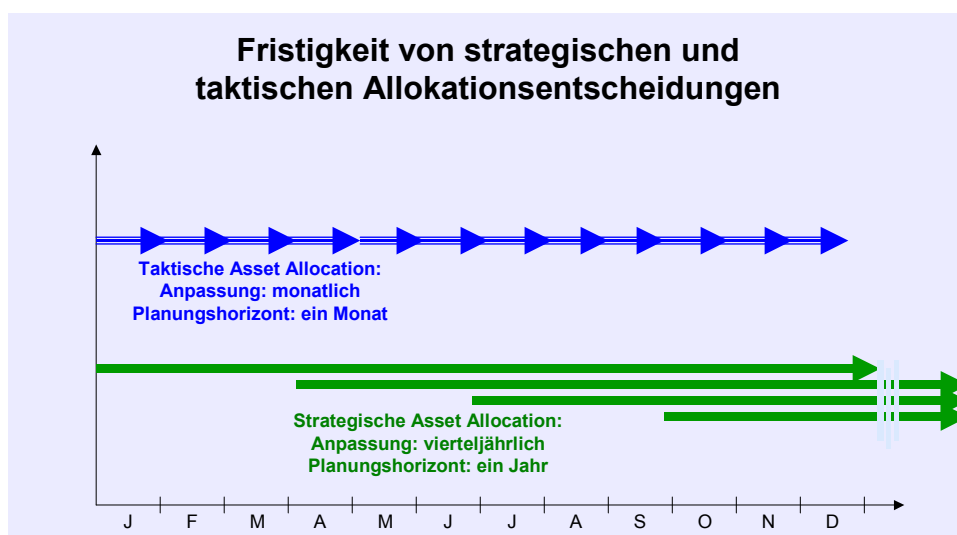 Fristigkeit von strategischen und
taktischen Allokationsentscheidungen
Taktische Asset Allocation:
Anpassung: monatlich
Planungshorizont: ein Monat
Strategische Asset Allocation:
Anpassung: vierteljährlich
Planungshorizont: ein Jahr
J F M A M J J A S O N D